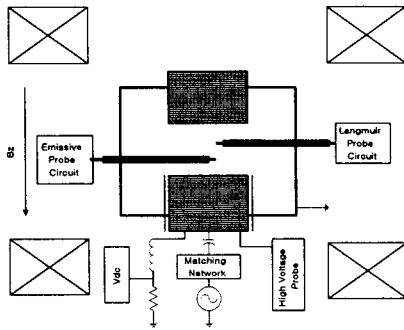 Bz
Emissive
Probe
Circuit
Langmuir
Probe
Circuit
Vdc
Matching
Network
High Voltage
Probe